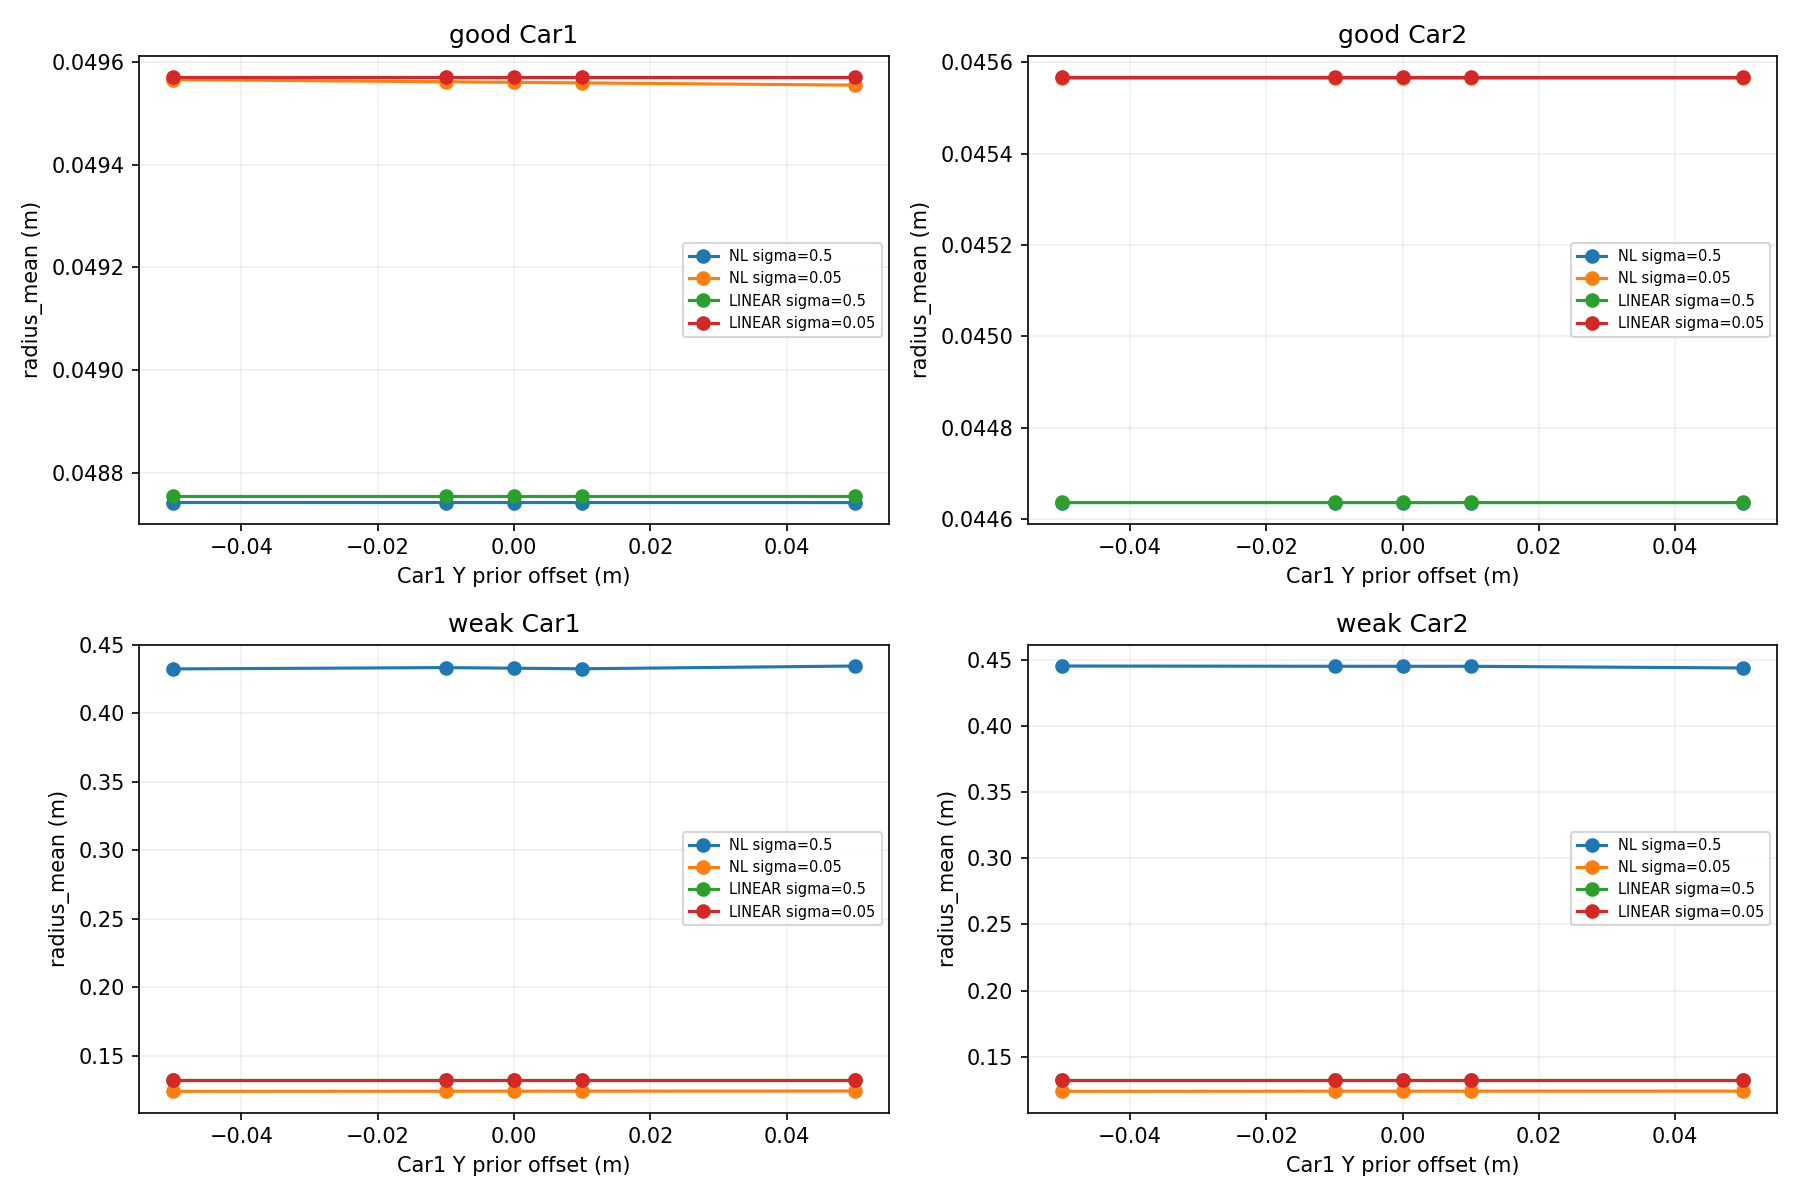 good Car1
0.0496
0.0494
0.0492
0.0490
0.0488
radius_mean (m)
NL sigma=0.5
NL sigma=0.05
LINEAR sigma=0.5
LINEAR sigma=0.05
−0.04 −0.02 0.00 0.02 0.04
Car1 Y prior offset (m)
good Car2
0.0456
0.0454
0.0452
0.0450
0.0448
0.0446
radius_mean (m)
NL sigma=0.5
NL sigma=0.05
LINEAR sigma=0.5
LINEAR sigma=0.05
−0.04 −0.02 0.00 0.02 0.04
Car1 Y prior offset (m)
weak Car1
0.45
0.40
0.35
0.30
0.25
0.20
0.15
radius_mean (m)
NL sigma=0.5
NL sigma=0.05
LINEAR sigma=0.5
LINEAR sigma=0.05
−0.04 −0.02 0.00 0.02 0.04
Car1 Y prior offset (m)
weak Car2
0.45
0.40
0.35
0.30
0.25
0.20
0.15
radius_mean (m)
NL sigma=0.5
NL sigma=0.05
LINEAR sigma=0.5
LINEAR sigma=0.05
−0.04 −0.02 0.00 0.02 0.04
Car1 Y prior offset (m)